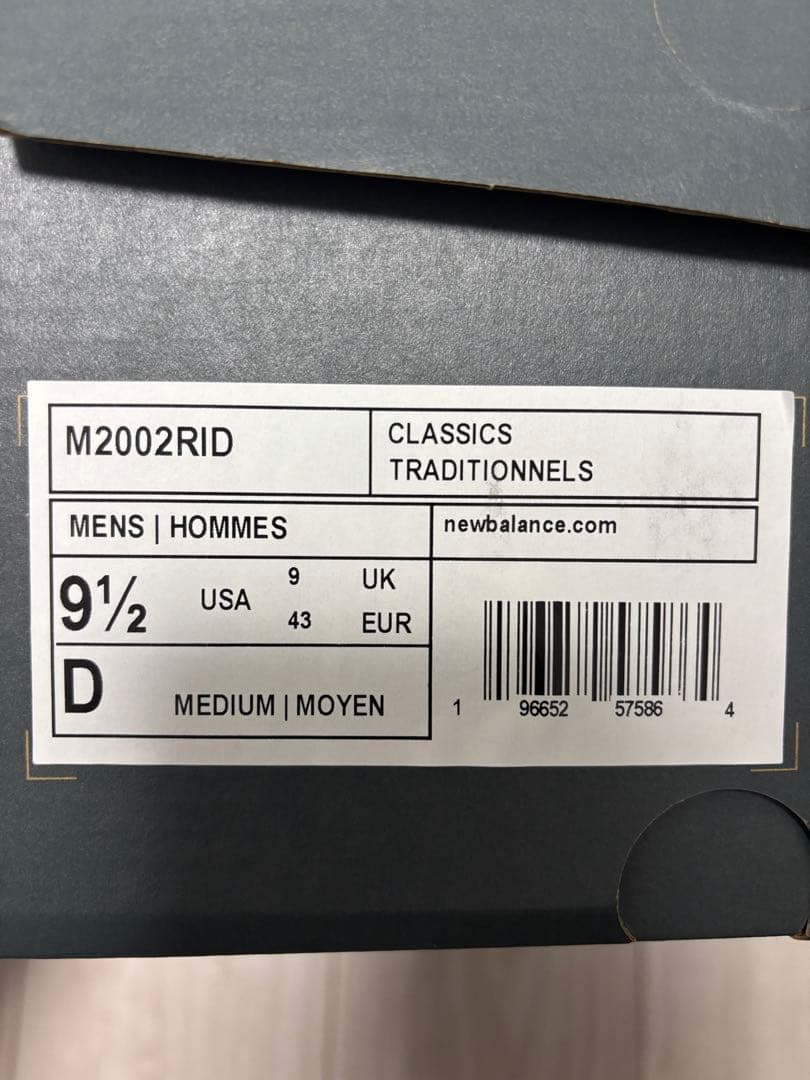 M2002RID
CLASSICS
TRADITIONNELS
MENS | HOMMES
newbalance.com
9½ USA 9 UK
43 EUR
D MEDIUM | MOYEN
1 96652 57586 4